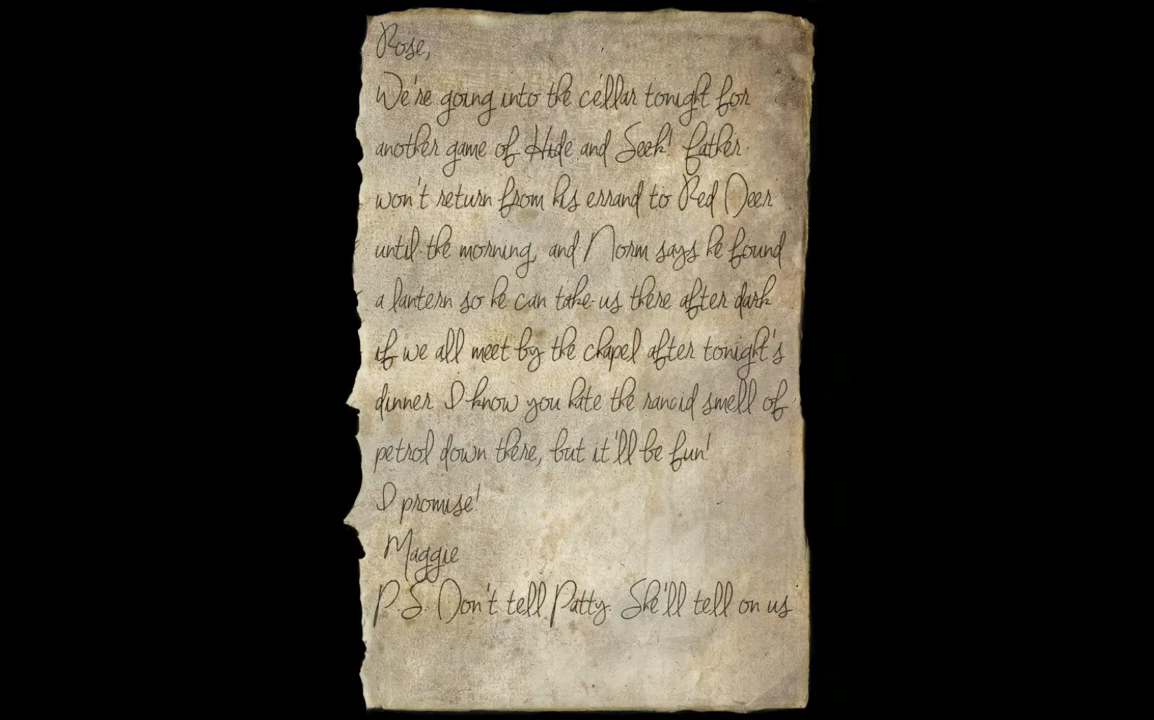 Rose,
We're going into the cellar tonight for
another game of Hide and Seek! Father
won't return from his errand to Red Deer
until the morning, and Norm says he found
a lantern so he can take us there after dark
if we all meet by the chapel after tonight's
dinner. I know you hate the rancid smell of
petrol down there, but it'll be fun!
I promise!
Maggie
P.S. Don't tell Patty. She'll tell on us